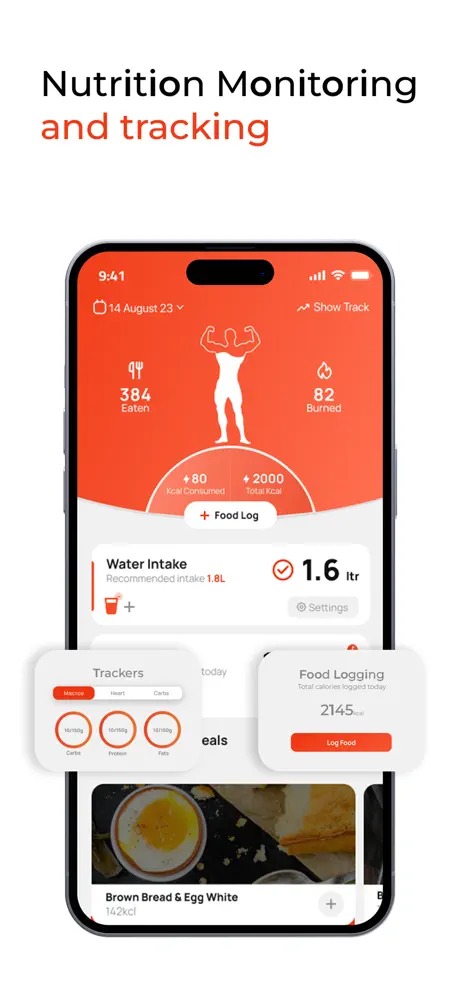 Nutrition Monitoring
and tracking
9:41
14 August 23
Show Track
384
Eaten
82
Burned
80
Kcal Consumed
2000
Total Kcal
+ Food Log
Water Intake
Recommended intake 1.8L
1.6 ltr
+
Settings
today
Trackers
Macros Heart Carbs
10/150g 10/150g 10/150g
Carbs Protein Fats
Food Logging
Total calories logged today
2145kcal
Log Food
eals
Brown Bread & Egg White
142kcl
+
B